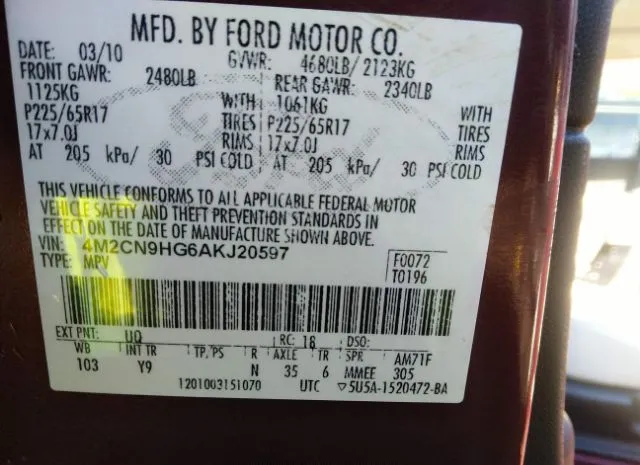 MFD. BY FORD MOTOR CO.
DATE: 03/10 GVWR: 4680LB/ 2123KG
FRONT GAWR: 2480LB REAR GAWR: 2340LB
1125KG WITH 1061KG WITH
P225/65R17 TIRES P225/65R17 TIRES
17x7.0J RIMS 17x7.0J RIMS
AT 205 kPa/ 30 PSI COLD AT 205 kPa/ 30 PSI COLD
THIS VEHICLE CONFORMS TO ALL APPLICABLE FEDERAL MOTOR
VEHICLE SAFETY AND THEFT PREVENTION STANDARDS IN
EFFECT ON THE DATE OF MANUFACTURE SHOWN ABOVE.
VIN: 4M2CN9HG6AKJ20597
TYPE: MPV F0072
T0196
EXT PNT: UQ RC: 18 DSO:
WB INT TR TP/PS R AXLE TR SPR AM71F
103 Y9 N 35 6 MMEE 305
1201003151070 UTC 5U5A-1520472-BA